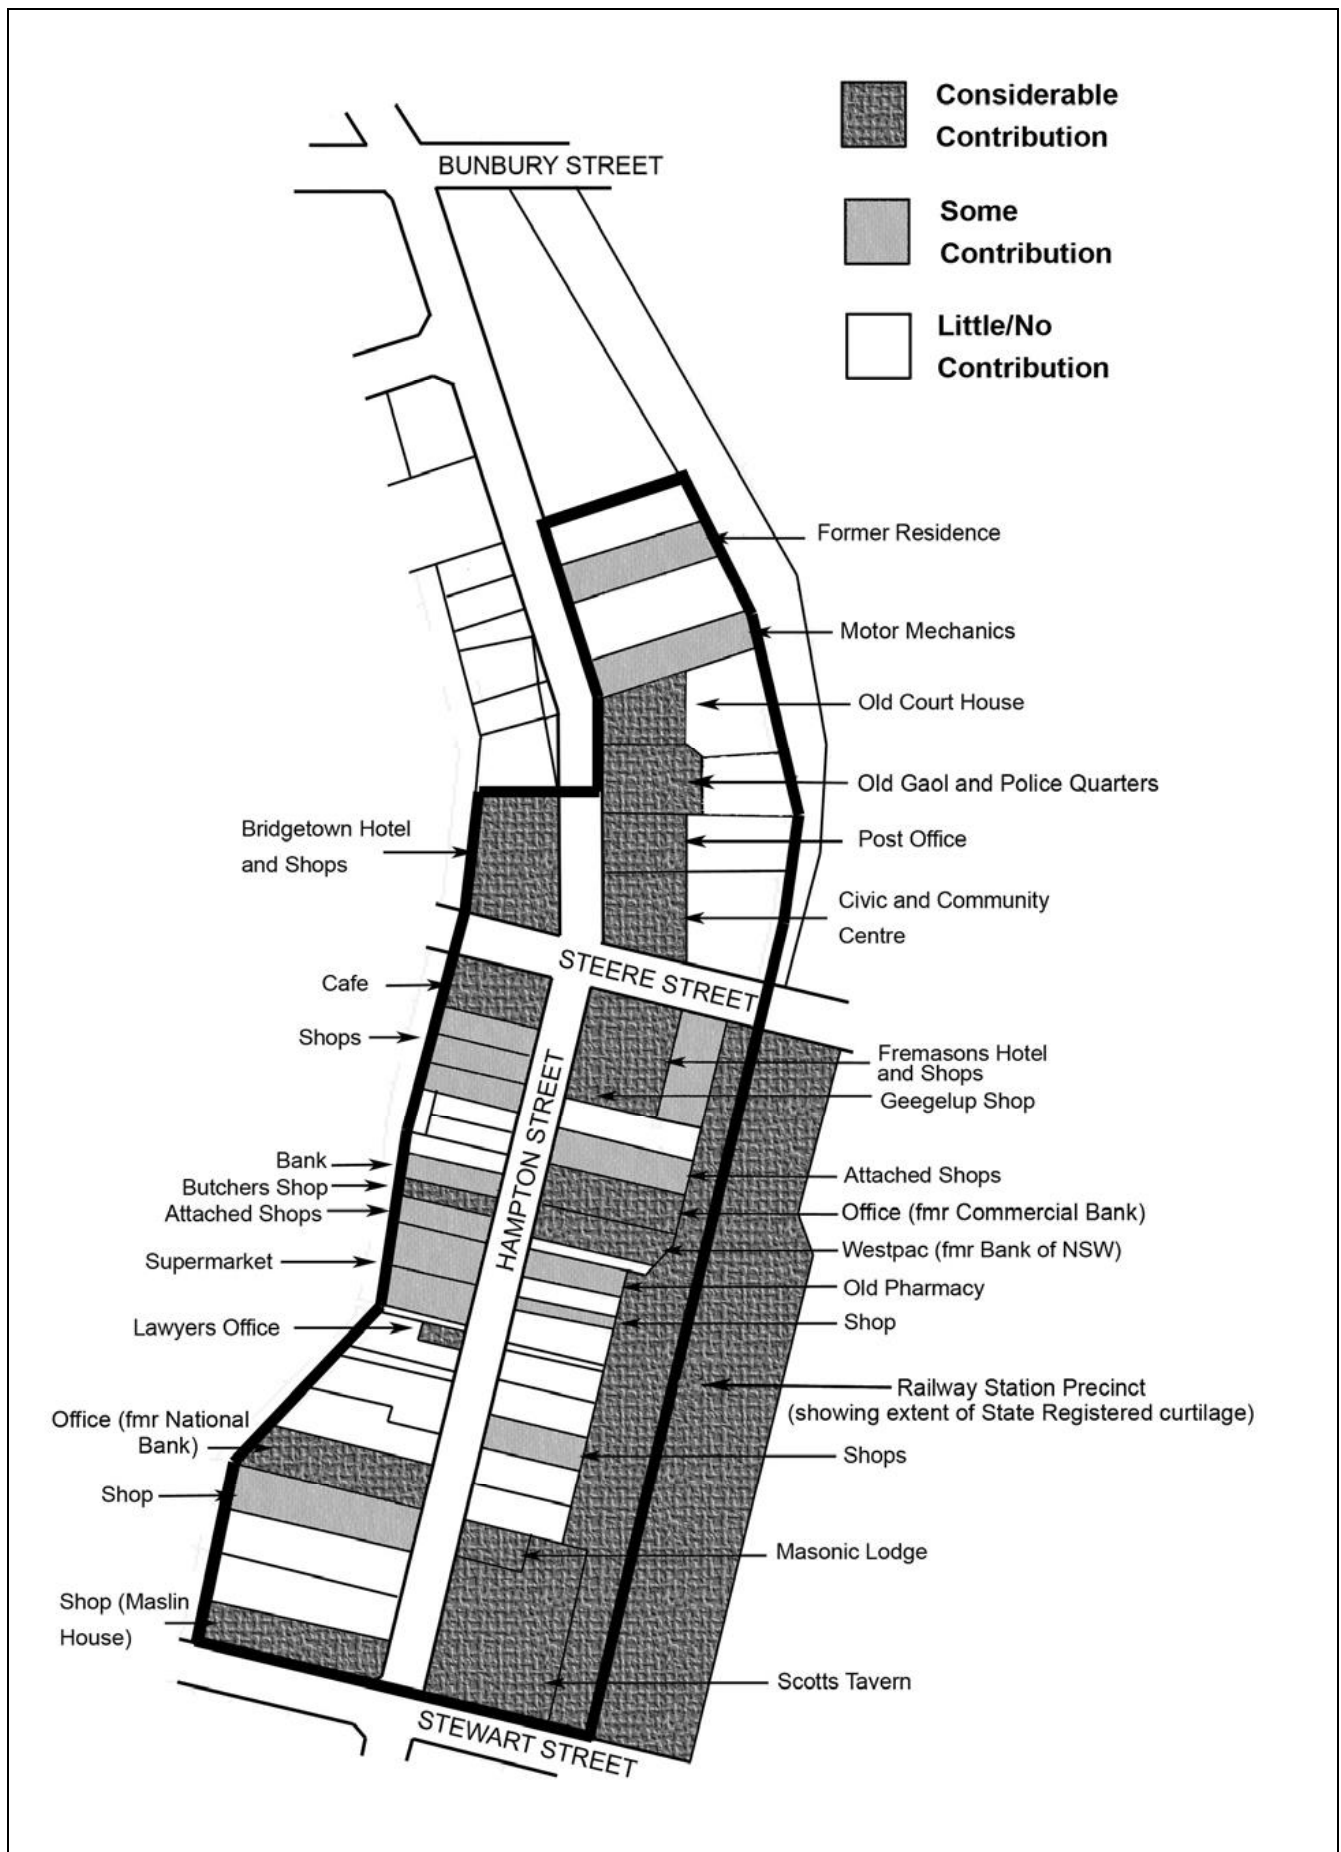 Considerable
Contribution
BUNBURY STREET
Some
Contribution
Little/No
Contribution
Former Residence
Motor Mechanics
Old Court House
Old Gaol and Police Quarters
Bridgetown Hotel
and Shops
Post Office
Civic and Community
Centre
STEERE STREET
Cafe
Shops
HAMPTON STREET
Fremasons Hotel
and Shops
Geegelup Shop
Bank
Butchers Shop
Attached Shops
Supermarket
Lawyers Office
Attached Shops
Office (fmr Commercial Bank)
Westpac (fmr Bank of NSW)
Old Pharmacy
Shop
Railway Station Precinct
(showing extent of State Registered curtilage)
Office (fmr National
Bank)
Shops
Shop
Masonic Lodge
Shop (Maslin
House)
Scotts Tavern
STEWART STREET